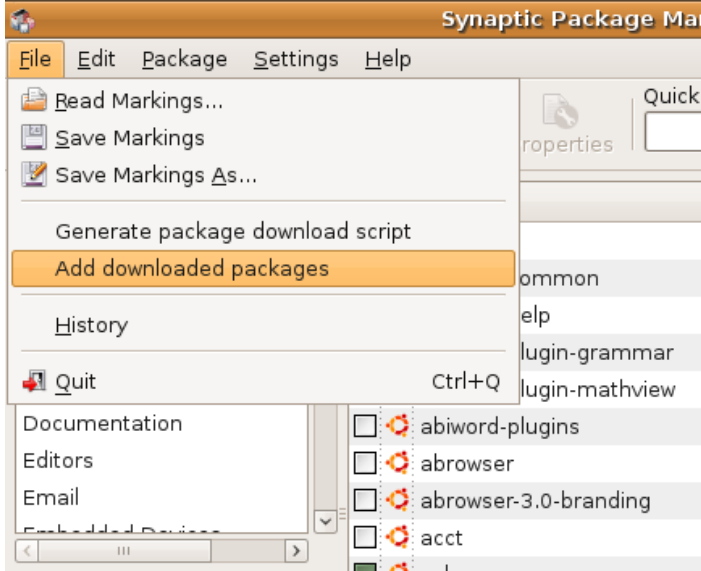 Synaptic Package Ma
File Edit Package Settings Help
Read Markings...
Save Markings
Save Markings As...
Generate package download script
Add downloaded packages
History
Quit Ctrl+Q
Quick
roperties
ommon
elp
lugin-grammar
lugin-mathview
Documentation
Editors
Email
Embedded Devices
abiword-plugins
abrowser
abrowser-3.0-branding
acct